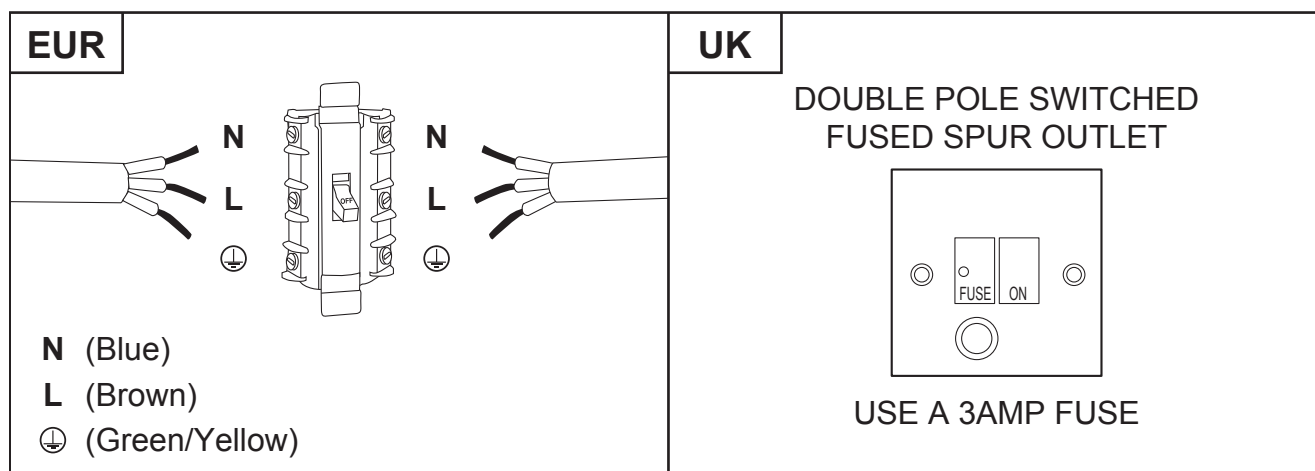 EUR
N
L
OFF
N
L
N (Blue)
L (Brown)
(Green/Yellow)
UK
DOUBLE POLE SWITCHED
FUSED SPUR OUTLET
FUSE ON
USE A 3AMP FUSE